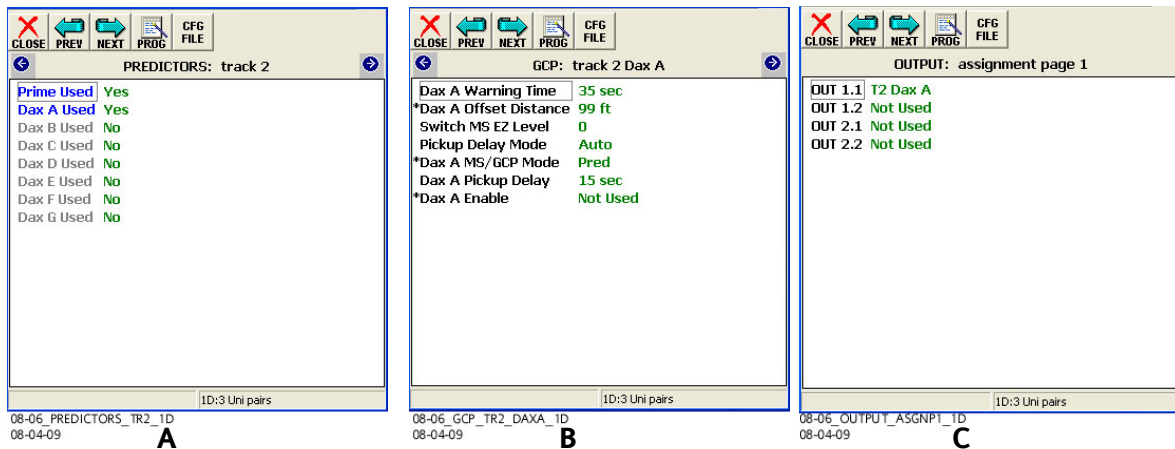 CLOSE PREV NEXT PROG CFG FILE
PREDICTORS: track 2
Prime Used Yes
Dax A Used Yes
Dax B Used No
Dax C Used No
Dax D Used No
Dax E Used No
Dax F Used No
Dax G Used No
1D:3 Uni pairs
08-06_PREDICTORS_TR2_1D
08-04-09
A
CLOSE PREV NEXT PROG CFG FILE
GCP: track 2 Dax A
Dax A Warning Time 35 sec
*Dax A Offset Distance 99 ft
Switch MS EZ Level 0
Pickup Delay Mode Auto
*Dax A MS/GCP Mode Pred
Dax A Pickup Delay 15 sec
*Dax A Enable Not Used
1D:3 Uni pairs
08-06_GCP_TR2_DAXA_1D
08-04-09
B
CLOSE PREV NEXT PROG CFG FILE
OUTPUT: assignment page 1
OUT 1.1 T2 Dax A
OUT 1.2 Not Used
OUT 2.1 Not Used
OUT 2.2 Not Used
1D:3 Uni pairs
08-06_OUTPUT_ASGNP1_1D
08-04-09
C